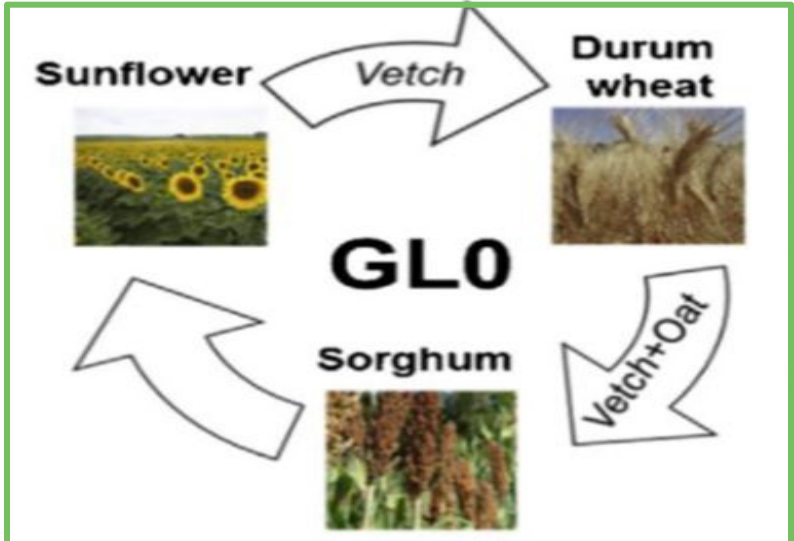 Sunflower
Vetch
Durum
wheat
GL0
Vetch+Oat
Sorghum